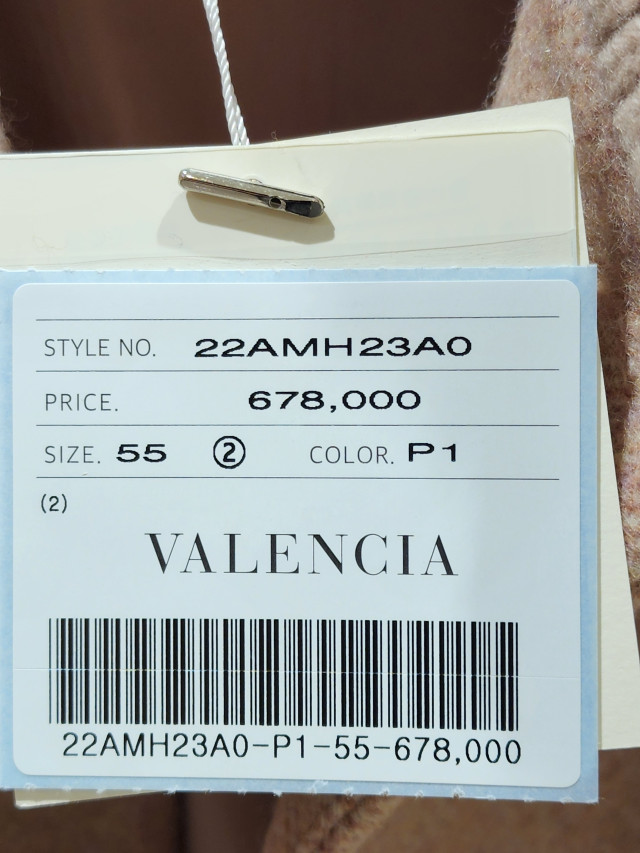 STYLE NO. 22AMH23A0
PRICE. 678,000
SIZE. 55 ② COLOR. P1
(2)
VALENCIA
22AMH23A0-P1-55-678,000